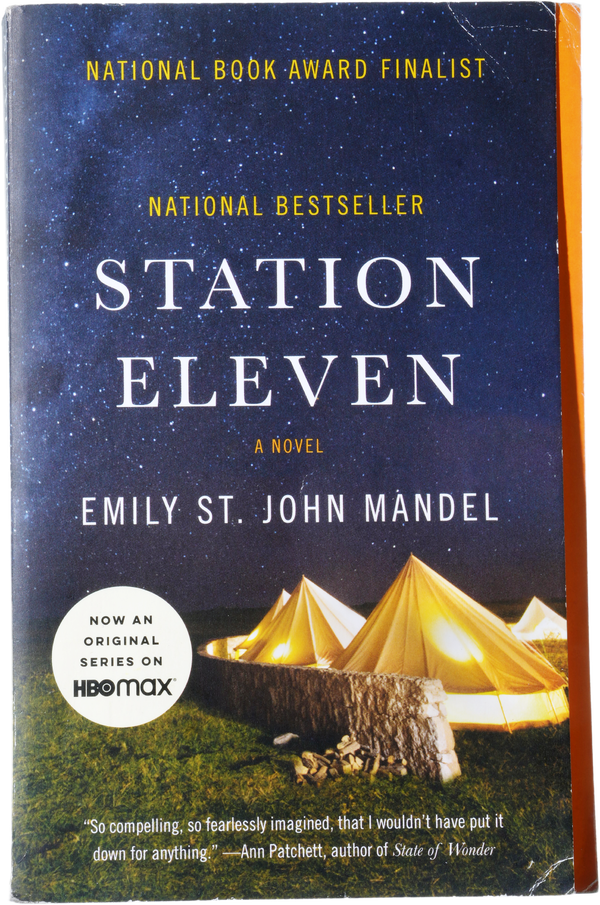 NATIONAL BOOK AWARD FINALIST
NATIONAL BESTSELLER
STATION
ELEVEN
A NOVEL
EMILY ST. JOHN MANDEL
NOW AN
ORIGINAL
SERIES ON
HBOMAX
“So compelling, so fearlessly imagined, that I wouldn’t have put it
down for anything.” —Ann Patchett, author of State of Wonder